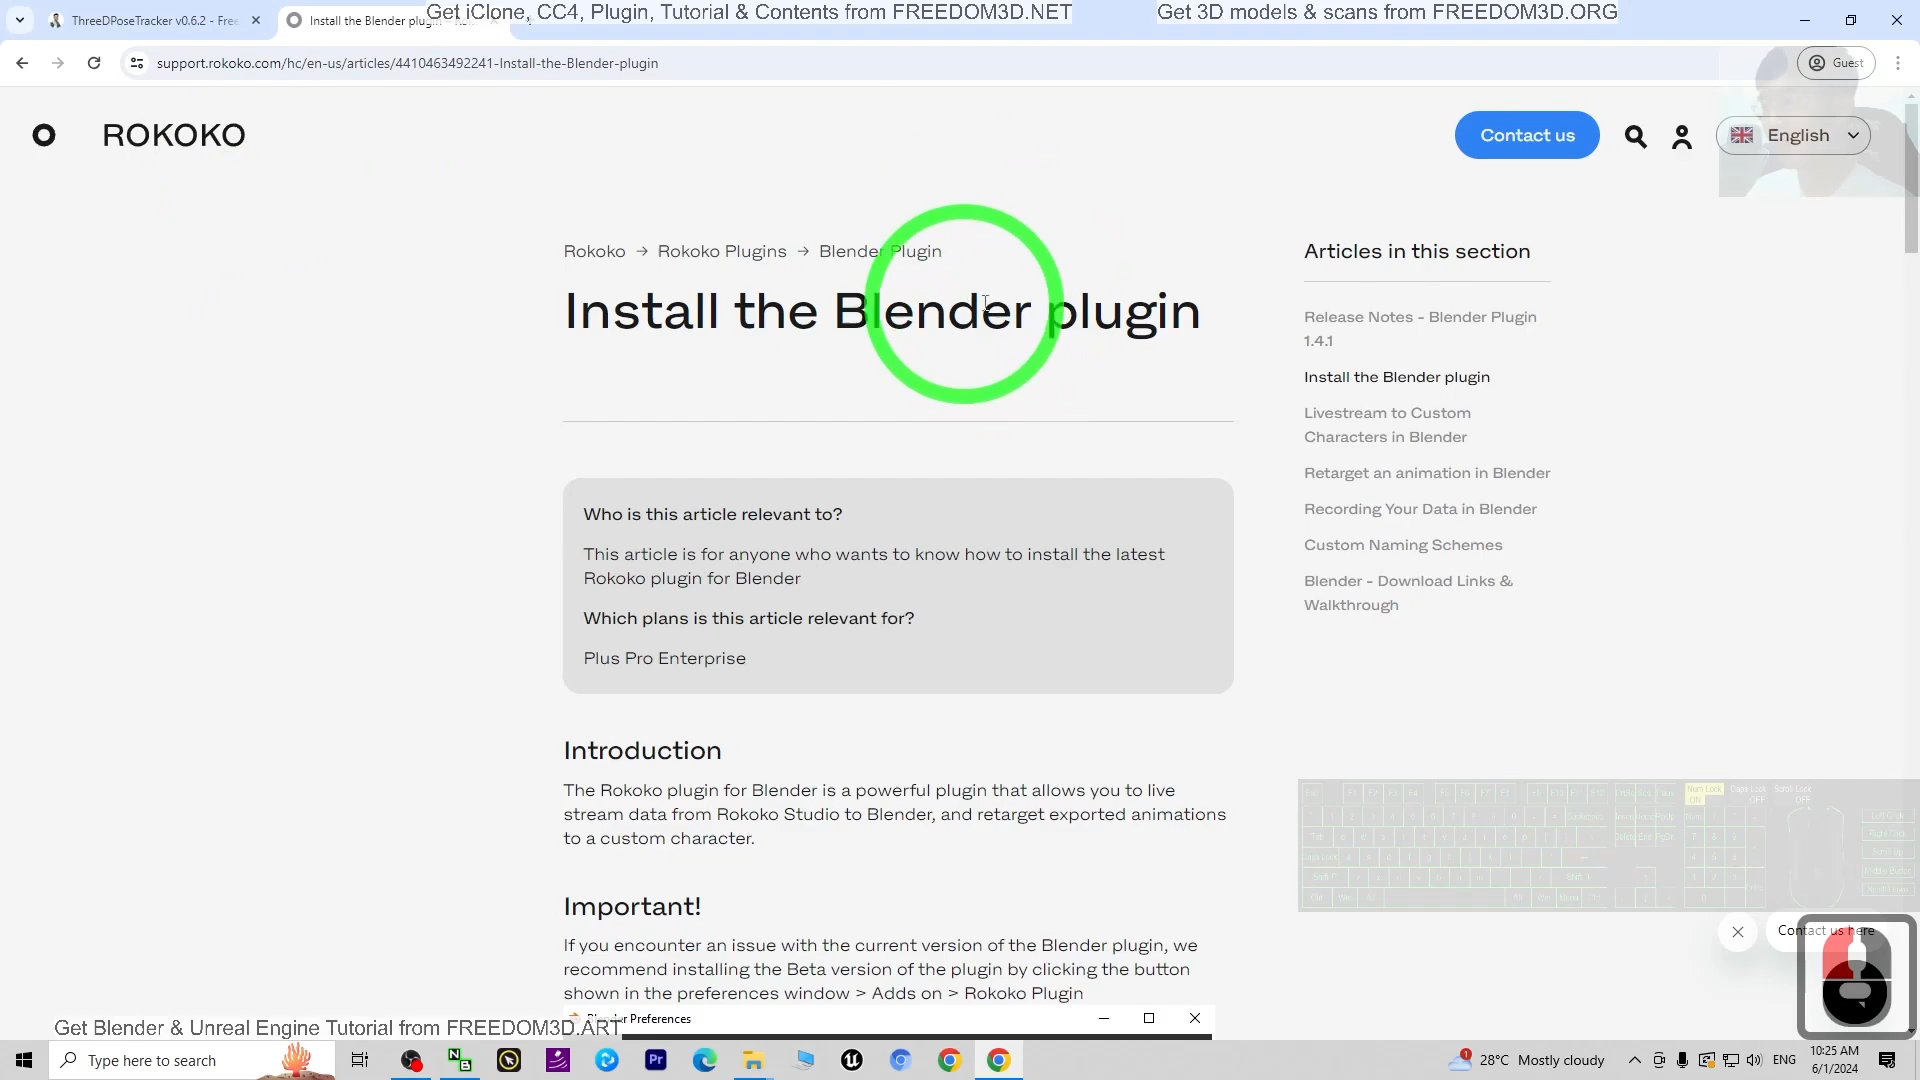 ThreeDPoseTracker v0.6.2 - Free
Install the Blender plugin
Get iClone, CC4, Plugin, Tutorial & Contents from FREEDOM3D.NET
Get 3D models & scans from FREEDOM3D.ORG
support.rokoko.com/hc/en-us/articles/4410463492241-Install-the-Blender-plugin
Guest
ROKOKO
Contact us
English
Rokoko → Rokoko Plugins → Blender Plugin
Install the Blender plugin
Who is this article relevant to?
This article is for anyone who wants to know how to install the latest
Rokoko plugin for Blender
Which plans is this article relevant for?
Plus Pro Enterprise
Introduction
The Rokoko plugin for Blender is a powerful plugin that allows you to live
stream data from Rokoko Studio to Blender, and retarget exported animations
to a custom character.
Important!
If you encounter an issue with the current version of the Blender plugin, we
recommend installing the Beta version of the plugin by clicking the button
shown in the preferences window > Adds on > Rokoko Plugin
Articles in this section
Release Notes - Blender Plugin
1.4.1
Install the Blender plugin
Livestream to Custom
Characters in Blender
Retarget an animation in Blender
Recording Your Data in Blender
Custom Naming Schemes
Blender - Download Links &
Walkthrough
Num Lock
ON
Caps Lock
OFF
Scroll Lock
OFF
Contact us here
Blender Preferences
Get Blender & Unreal Engine Tutorial from FREEDOM3D.ART
Type here to search
28°C Mostly cloudy
ENG
10:25 AM
6/1/2024